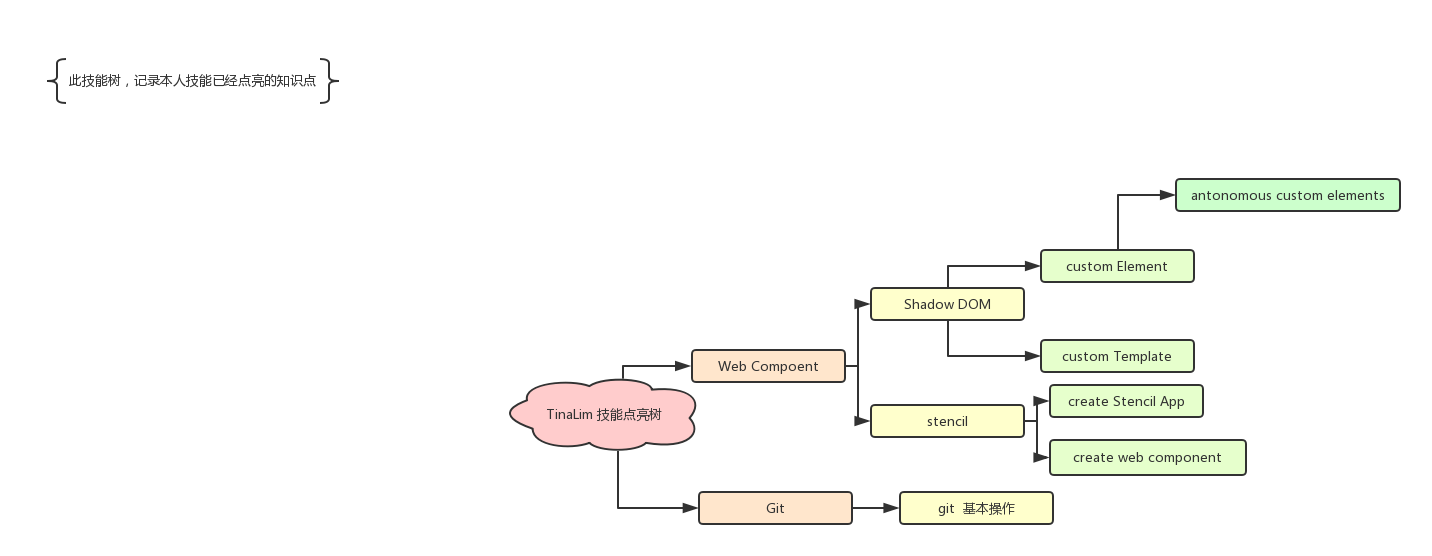 此技能树，记录本人技能已经点亮的知识点
antonomous custom elements
custom Element
Shadow DOM
custom Template
Web Compoent
create Stencil App
TinaLim 技能点亮树
stencil
create web component
Git
git 基本操作